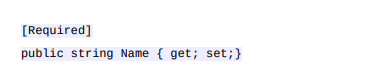 [Required]
public string Name { get; set;}